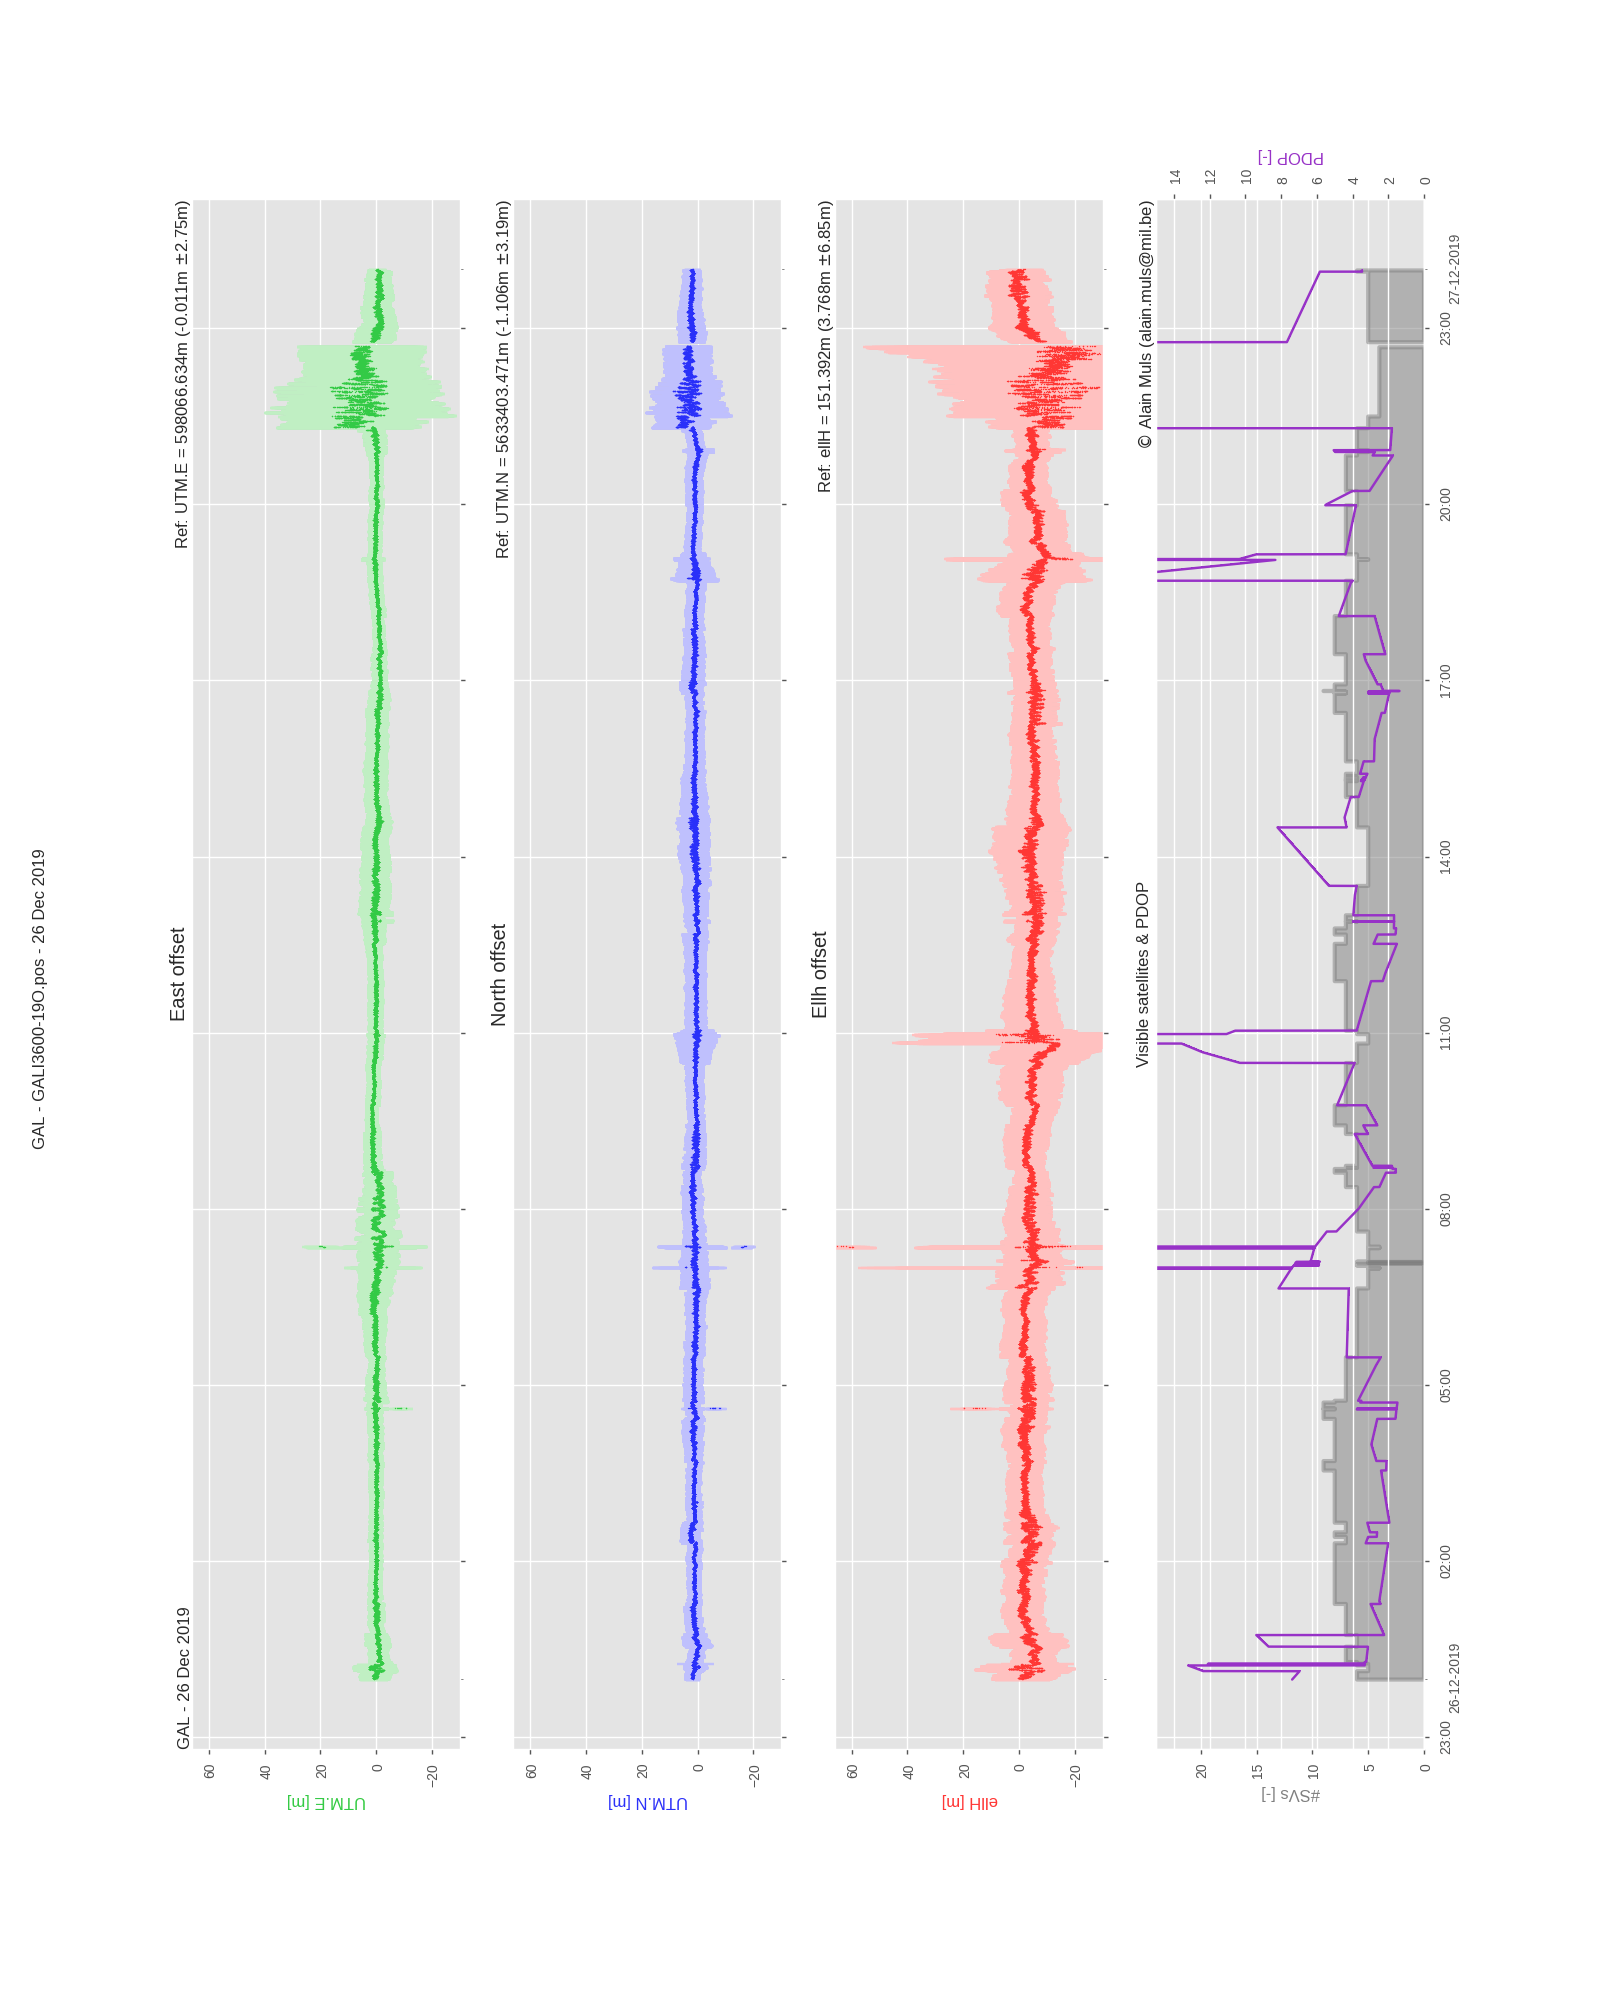 GAL - GALI3600-19O.pos - 26 Dec 2019
East offset
GAL - 26 Dec 2019
Ref: UTM.E = 598066.634m (-0.011m ±2.75m)
UTM.E [m]
60
40
20
0
−20
North offset
Ref: UTM.N = 5633403.471m (-1.106m ±3.19m)
UTM.N [m]
60
40
20
0
−20
Ellh offset
Ref: ellH = 151.392m (3.768m ±6.85m)
ellH [m]
60
40
20
0
−20
Visible satellites & PDOP
© Alain Muls (alain.muls@mil.be)
#SVs [-]
20
15
10
5
0
PDOP [-]
14
12
10
8
6
4
2
0
23:00
02:00
05:00
08:00
11:00
14:00
17:00
20:00
23:00
26-12-2019
27-12-2019